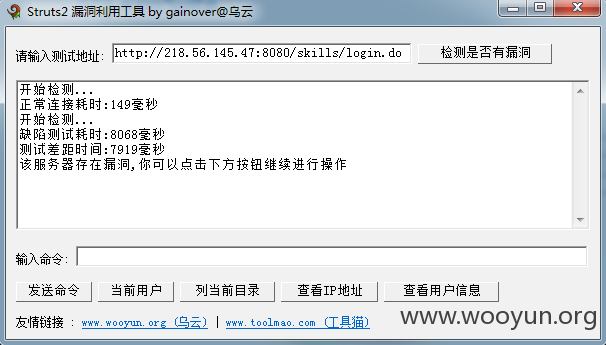 Struts2 漏洞利用工具 by gainover@乌云
请输入测试地址: http://218.56.145.47:8080/skills/login.do 检测是否有漏洞
开始检测...
正常连接耗时:149毫秒
开始检测...
缺陷测试耗时:8068毫秒
测试差距时间:7919毫秒
该服务器存在漏洞,你可以点击下方按钮继续进行操作
输入命令:
发送命令 当前用户 列当前目录 查看IP地址 查看用户信息
友情链接 : www.wooyun.org (乌云) | www.toolmao.com (工具猫)
www.wooyun.org